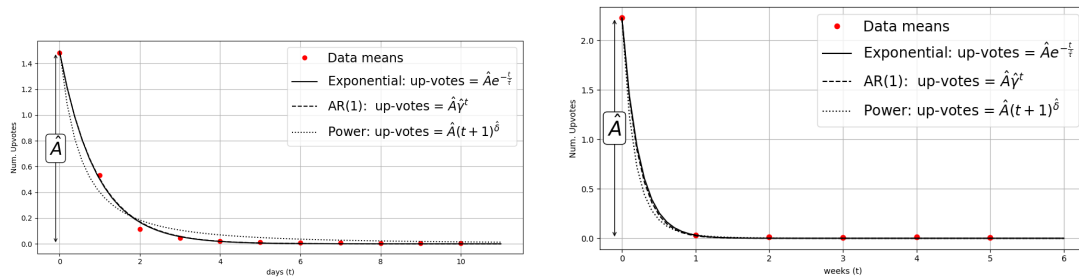 Data means
Exponential: up-votes = Âe^{-t/τ̂}
AR(1): up-votes = Âγ̂^t
Power: up-votes = Â(t + 1)^{δ̂}
Â
Num. Upvotes
1.4
1.2
1.0
0.8
0.6
0.4
0.2
0.0
0 2 4 6 8 10
days (t)
Data means
Exponential: up-votes = Âe^{-t/τ̂}
AR(1): up-votes = Âγ̂^t
Power: up-votes = Â(t + 1)^{δ̂}
Â
Num. Upvotes
2.0
1.5
1.0
0.5
0.0
0 1 2 3 4 5 6
weeks (t)